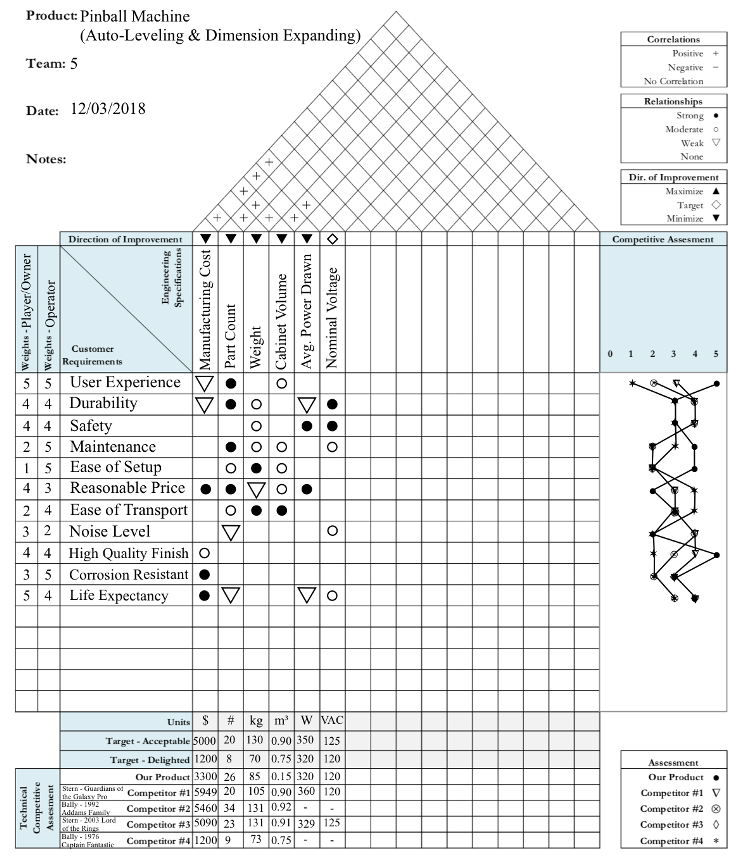 Product: Pinball Machine
(Auto-Leveling & Dimension Expanding)
Team: 5
Date: 12/03/2018
Notes:
Correlations
Positive +
Negative −
No Correlation
Relationships
Strong ●
Moderate ○
Weak ▽
None
Dir. of Improvement
Maximize ▲
Target ◇
Minimize ▼
+
+ +
+ + +
+ + + +
Direction of Improvement ▼ ▼ ▼ ▼ ▼ ◇
Competitive Assesment
Weights - Player/Owner
Weights - Operator
Engineering
Specifications
Customer
Requirements
Manufacturing Cost
Part Count
Weight
Cabinet Volume
Avg. Power Drawn
Nominal Voltage
0 1 2 3 4 5
5 5 User Experience ▽ ● ○
4 4 Durability ▽ ● ○ ▽ ●
4 4 Safety ○ ● ●
2 5 Maintenance ● ○ ○ ○
1 5 Ease of Setup ○ ● ○
4 3 Reasonable Price ● ● ▽ ○ ●
2 4 Ease of Transport ○ ● ●
3 2 Noise Level ▽ ○
4 4 High Quality Finish ○
3 5 Corrosion Resistant ●
5 4 Life Expectancy ● ▽ ▽ ○
Units $ # kg m³ W VAC
Target - Acceptable 5000 20 130 0.90 350 125
Target - Delighted 1200 8 70 0.75 320 120
Technical
Competitive
Assesment
Our Product 3300 26 85 0.15 320 120
Stern - Guardians of
the Galaxy Pro
Competitor #1 5949 20 105 0.90 360 120
Bally - 1992
Addams Family
Competitor #2 5460 34 131 0.92 - -
Stern - 2003 Lord
of the Rings
Competitor #3 5090 23 131 0.91 329 125
Bally - 1976
Captain Fantastic
Competitor #4 1200 9 73 0.75 - -
Assessment
Our Product ●
Competitor #1 ▽
Competitor #2 ⊗
Competitor #3 ◊
Competitor #4 *